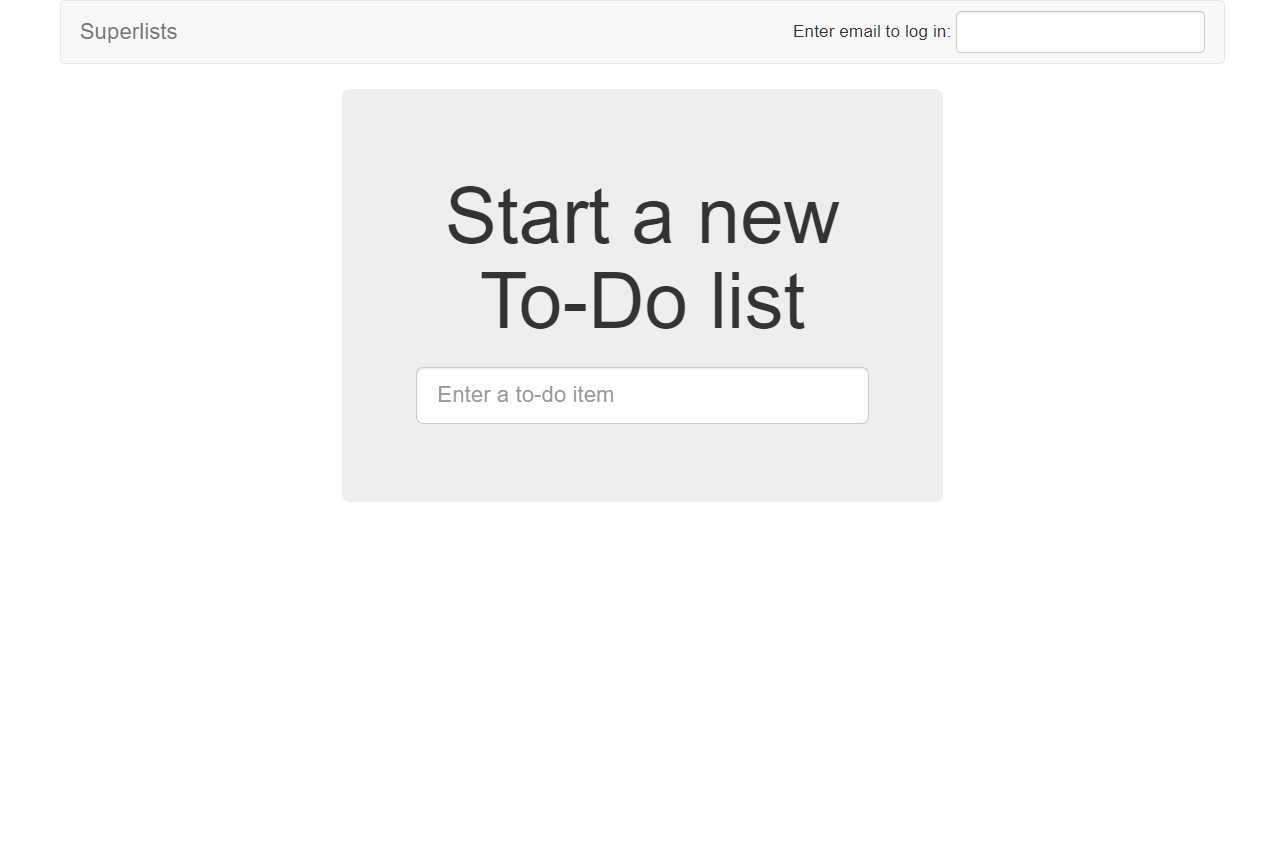 Superlists
Enter email to log in:
Start a new
To-Do list
Enter a to-do item